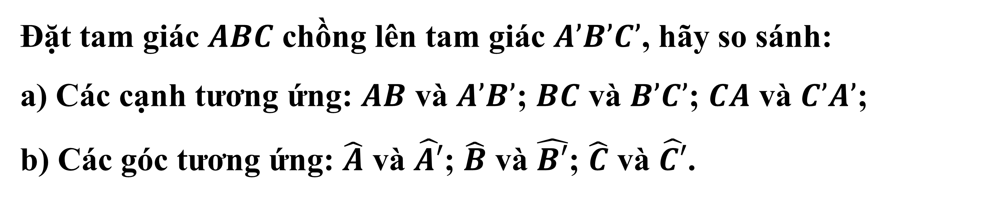 Đặt tam giác ABC chồng lên tam giác A’B’C’, hãy so sánh:
a) Các cạnh tương ứng: AB và A’B’; BC và B’C’; CA và C’A’;
b) Các góc tương ứng: \widehat{A} và \widehat{A}'; \widehat{B} và \widehat{B'}; \widehat{C} và \widehat{C}'.